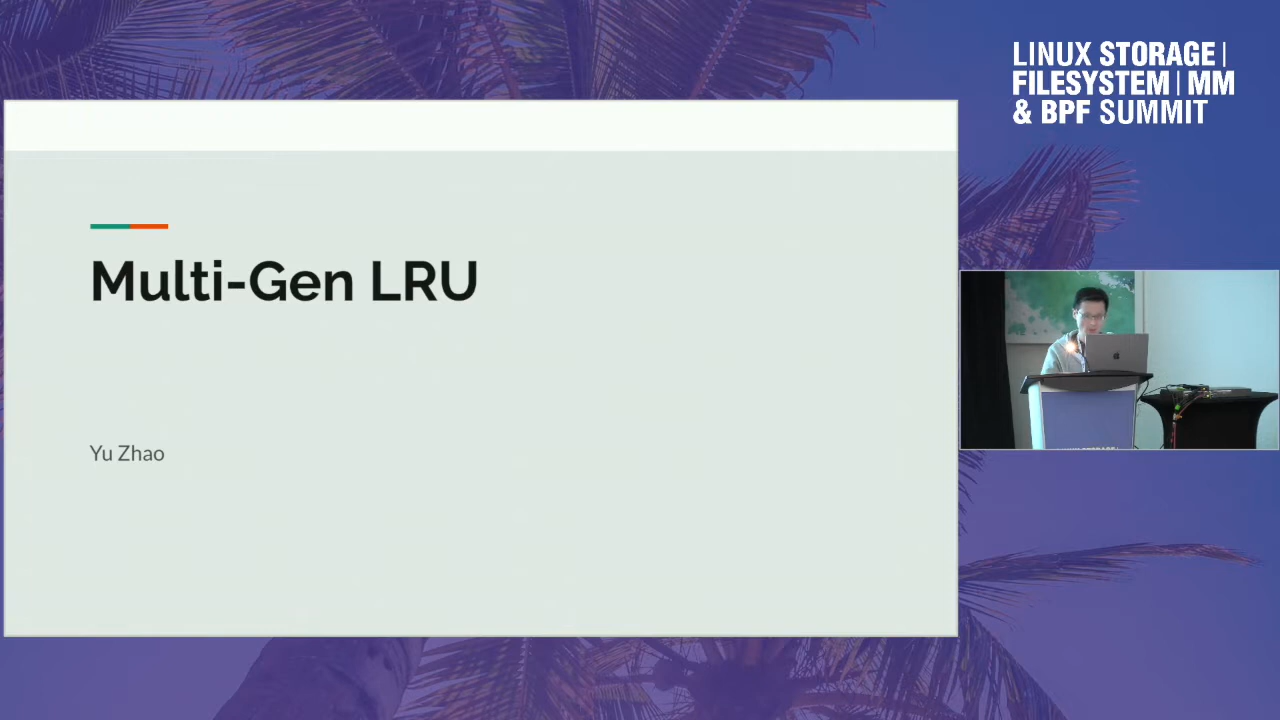 LINUX STORAGE |
FILESYSTEM | MM
& BPF SUMMIT
Multi-Gen LRU
Yu Zhao